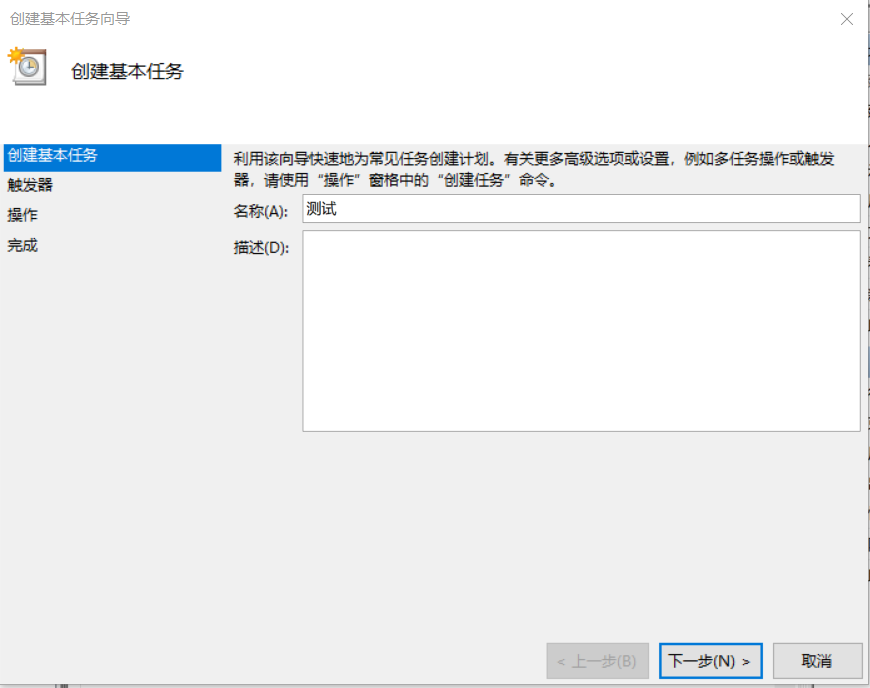 创建基本任务向导
创建基本任务
创建基本任务
触发器
操作
完成
利用该向导快速地为常见任务创建计划。有关更多高级选项或设置，例如多任务操作或触发
器，请使用“操作”窗格中的“创建任务”命令。
名称(A):
测试
描述(D):
< 上一步(B)
下一步(N) >
取消